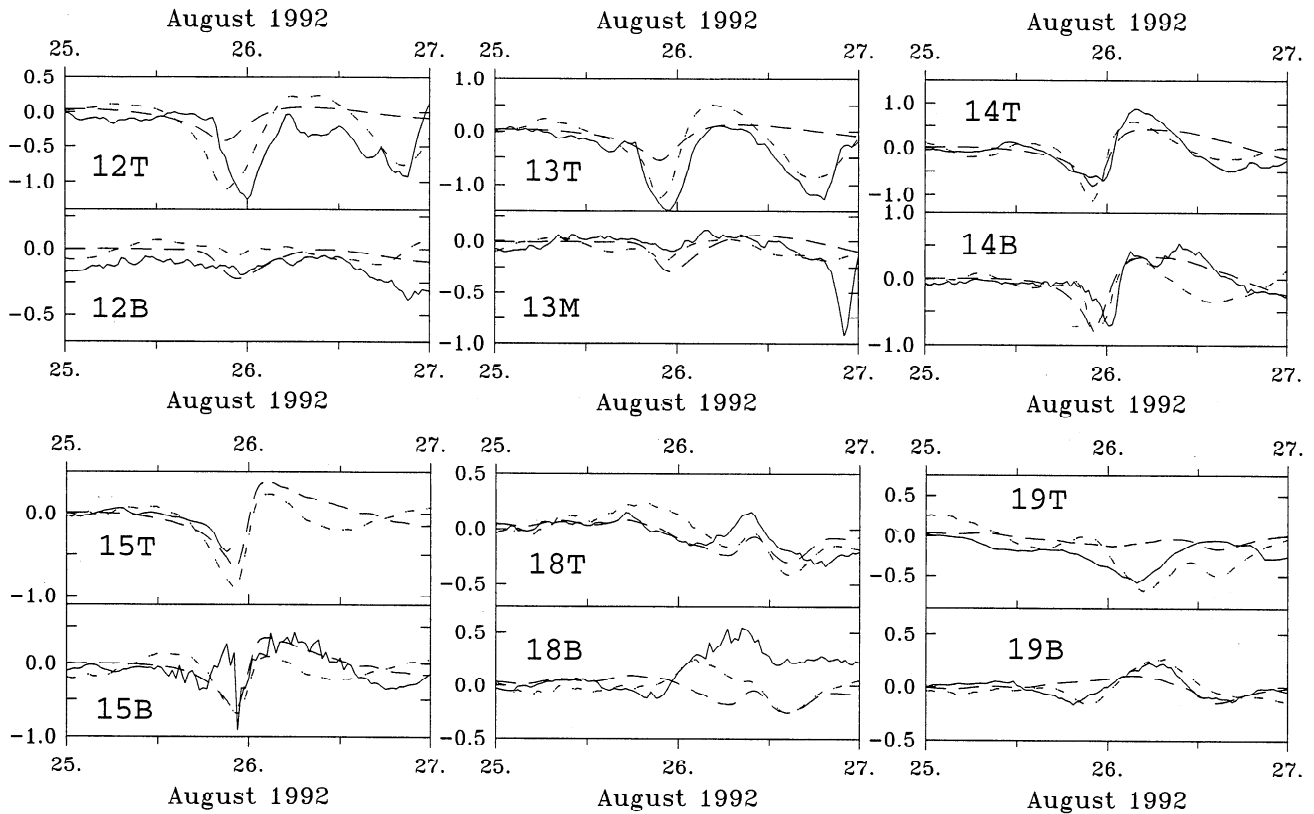 August 1992 August 1992 August 1992
25. 26. 27. 25. 26. 27. 25. 26. 27.
0.5 1.0
1.0
0.0 0.0 0.0
14T
-0.5
12T 13T
-1.0 -1.0 -1.0
1.0
0.0 0.0 14B
0.0
-0.5
12B 13M
-0.5
-1.0 -1.0
25. 26. 27. 25. 26. 27. 25. 26. 27.
August 1992 August 1992 August 1992
25. 26. 27. 25. 26. 27. 25. 26. 27.
0.5
0.5 19T
0.0 0.0 0.0
15T 18T
-0.5 -0.5
-1.0
0.5 0.5
18B 19B
0.0 0.0 0.0
15B
-1.0 -0.5 -0.5
25. 26. 27. 25. 26. 27. 25. 26. 27.
August 1992 August 1992 August 1992